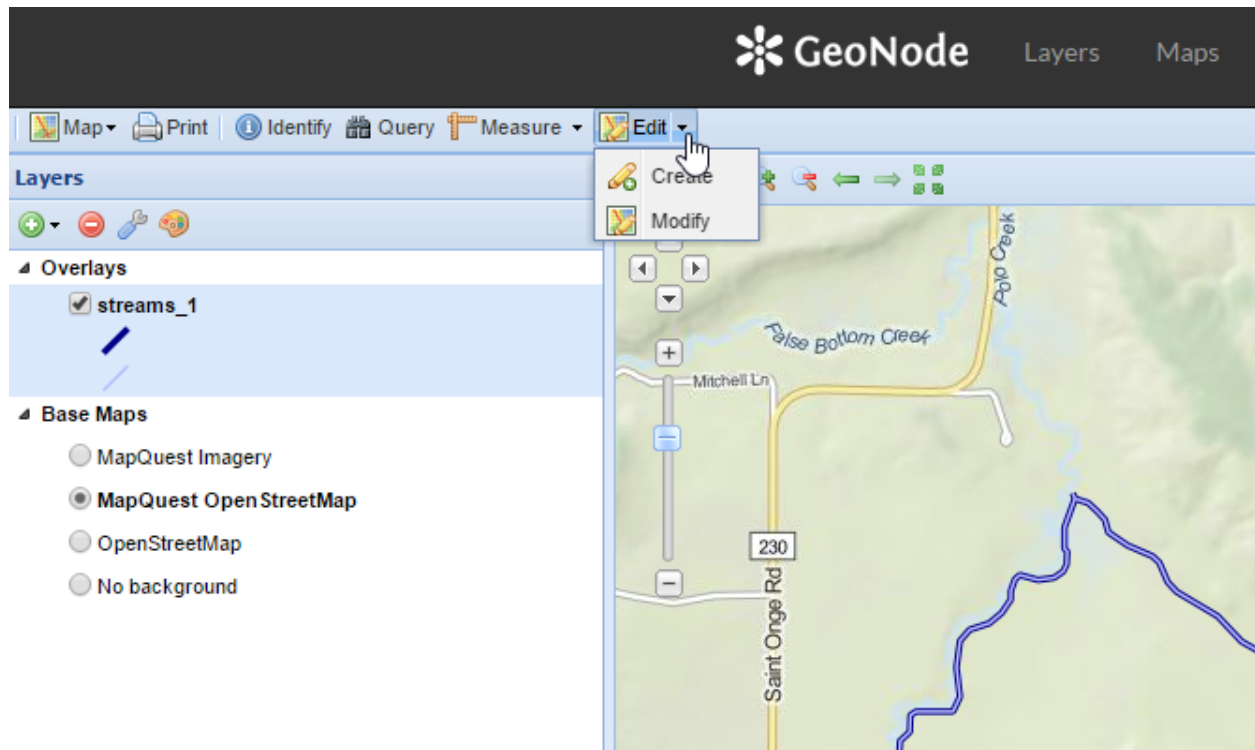 GeoNode Layers Maps
Map Print Identify Query Measure Edit
Layers
Create
Modify
Overlays
streams_1
Base Maps
MapQuest Imagery
MapQuest OpenStreetMap
OpenStreetMap
No background
Polo Creek
False Bottom Creek
Mitchell Ln
230
Saint Onge Rd